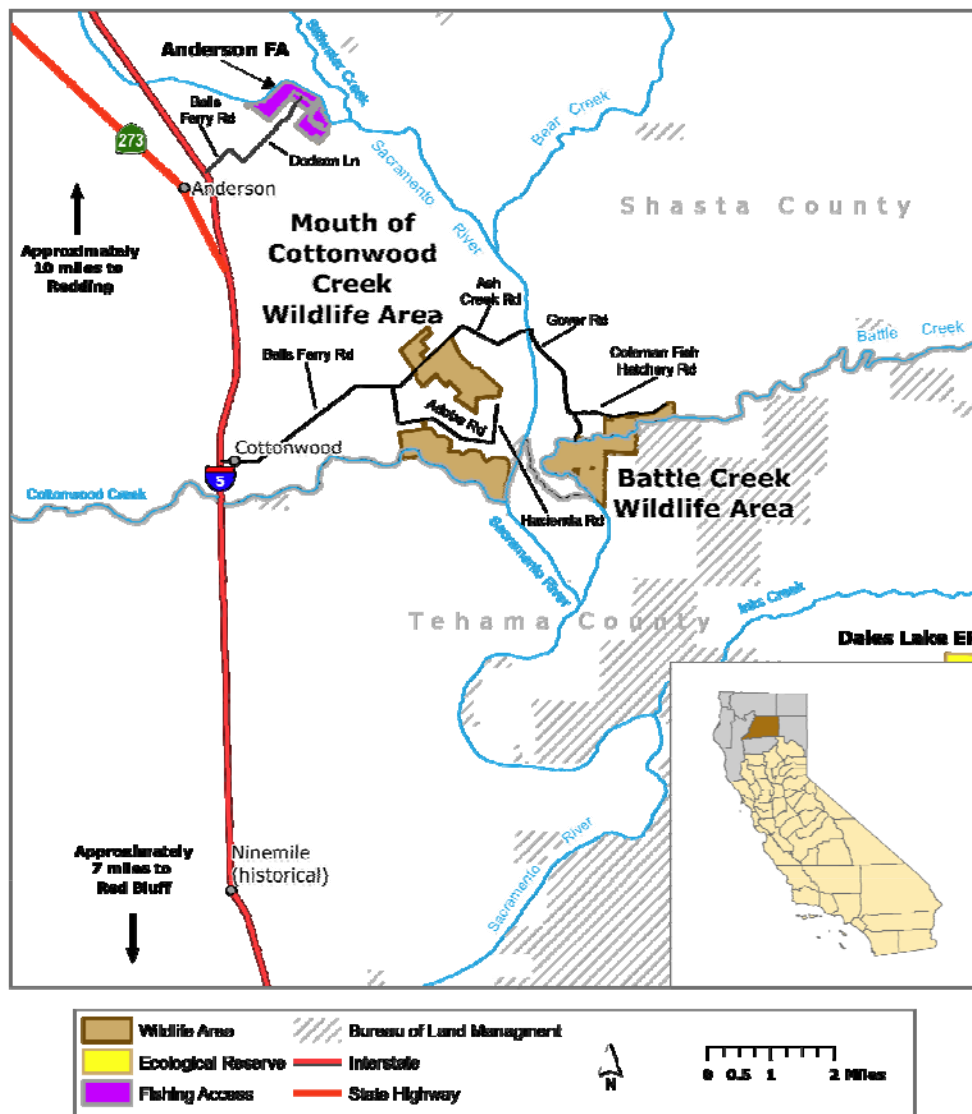 Anderson FA
Stillwater Creek
Balls
Ferry Rd
273
Dodson Ln
Anderson
Sacramento
River
Bear Creek
Shasta County
Approximately
10 miles to
Redding
Mouth of
Cottonwood
Creek
Wildlife Area
Ash
Creek Rd
Gover Rd
Battle Creek
Balls Ferry Rd
Coleman Fish
Hatchery Rd
Adobe Rd
Cottonwood
5
Cottonwood Creek
Battle Creek
Wildlife Area
Hacienda Rd
Sacramento River
Tehama County
Inks Creek
Dales Lake E
Approximately
7 miles to
Red Bluff
Ninemile
(historical)
Sacramento River
Wildlife Area
Bureau of Land Managment
Ecological Reserve
Interstate
Fishing Access
State Highway
N
0 0.5 1 2 Miles